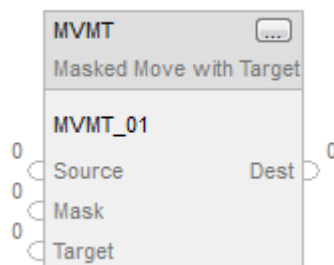 MVMT ...
Masked Move with Target
MVMT_01
0
Source Dest 0
0
Mask
0
Target